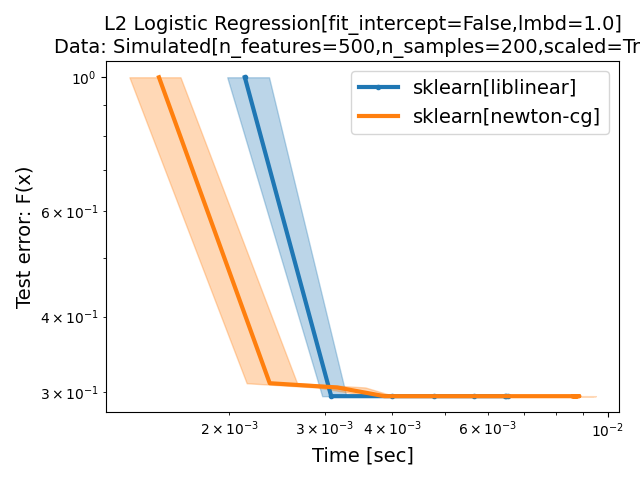 L2 Logistic Regression[fit_intercept=False,lmbd=1.0]
Data: Simulated[n_features=500,n_samples=200,scaled=Tr
sklearn[liblinear]
sklearn[newton-cg]
Test error: F(x)
10⁰
6 × 10⁻¹
4 × 10⁻¹
3 × 10⁻¹
2 × 10⁻³
3 × 10⁻³
4 × 10⁻³
6 × 10⁻³
10⁻²
Time [sec]